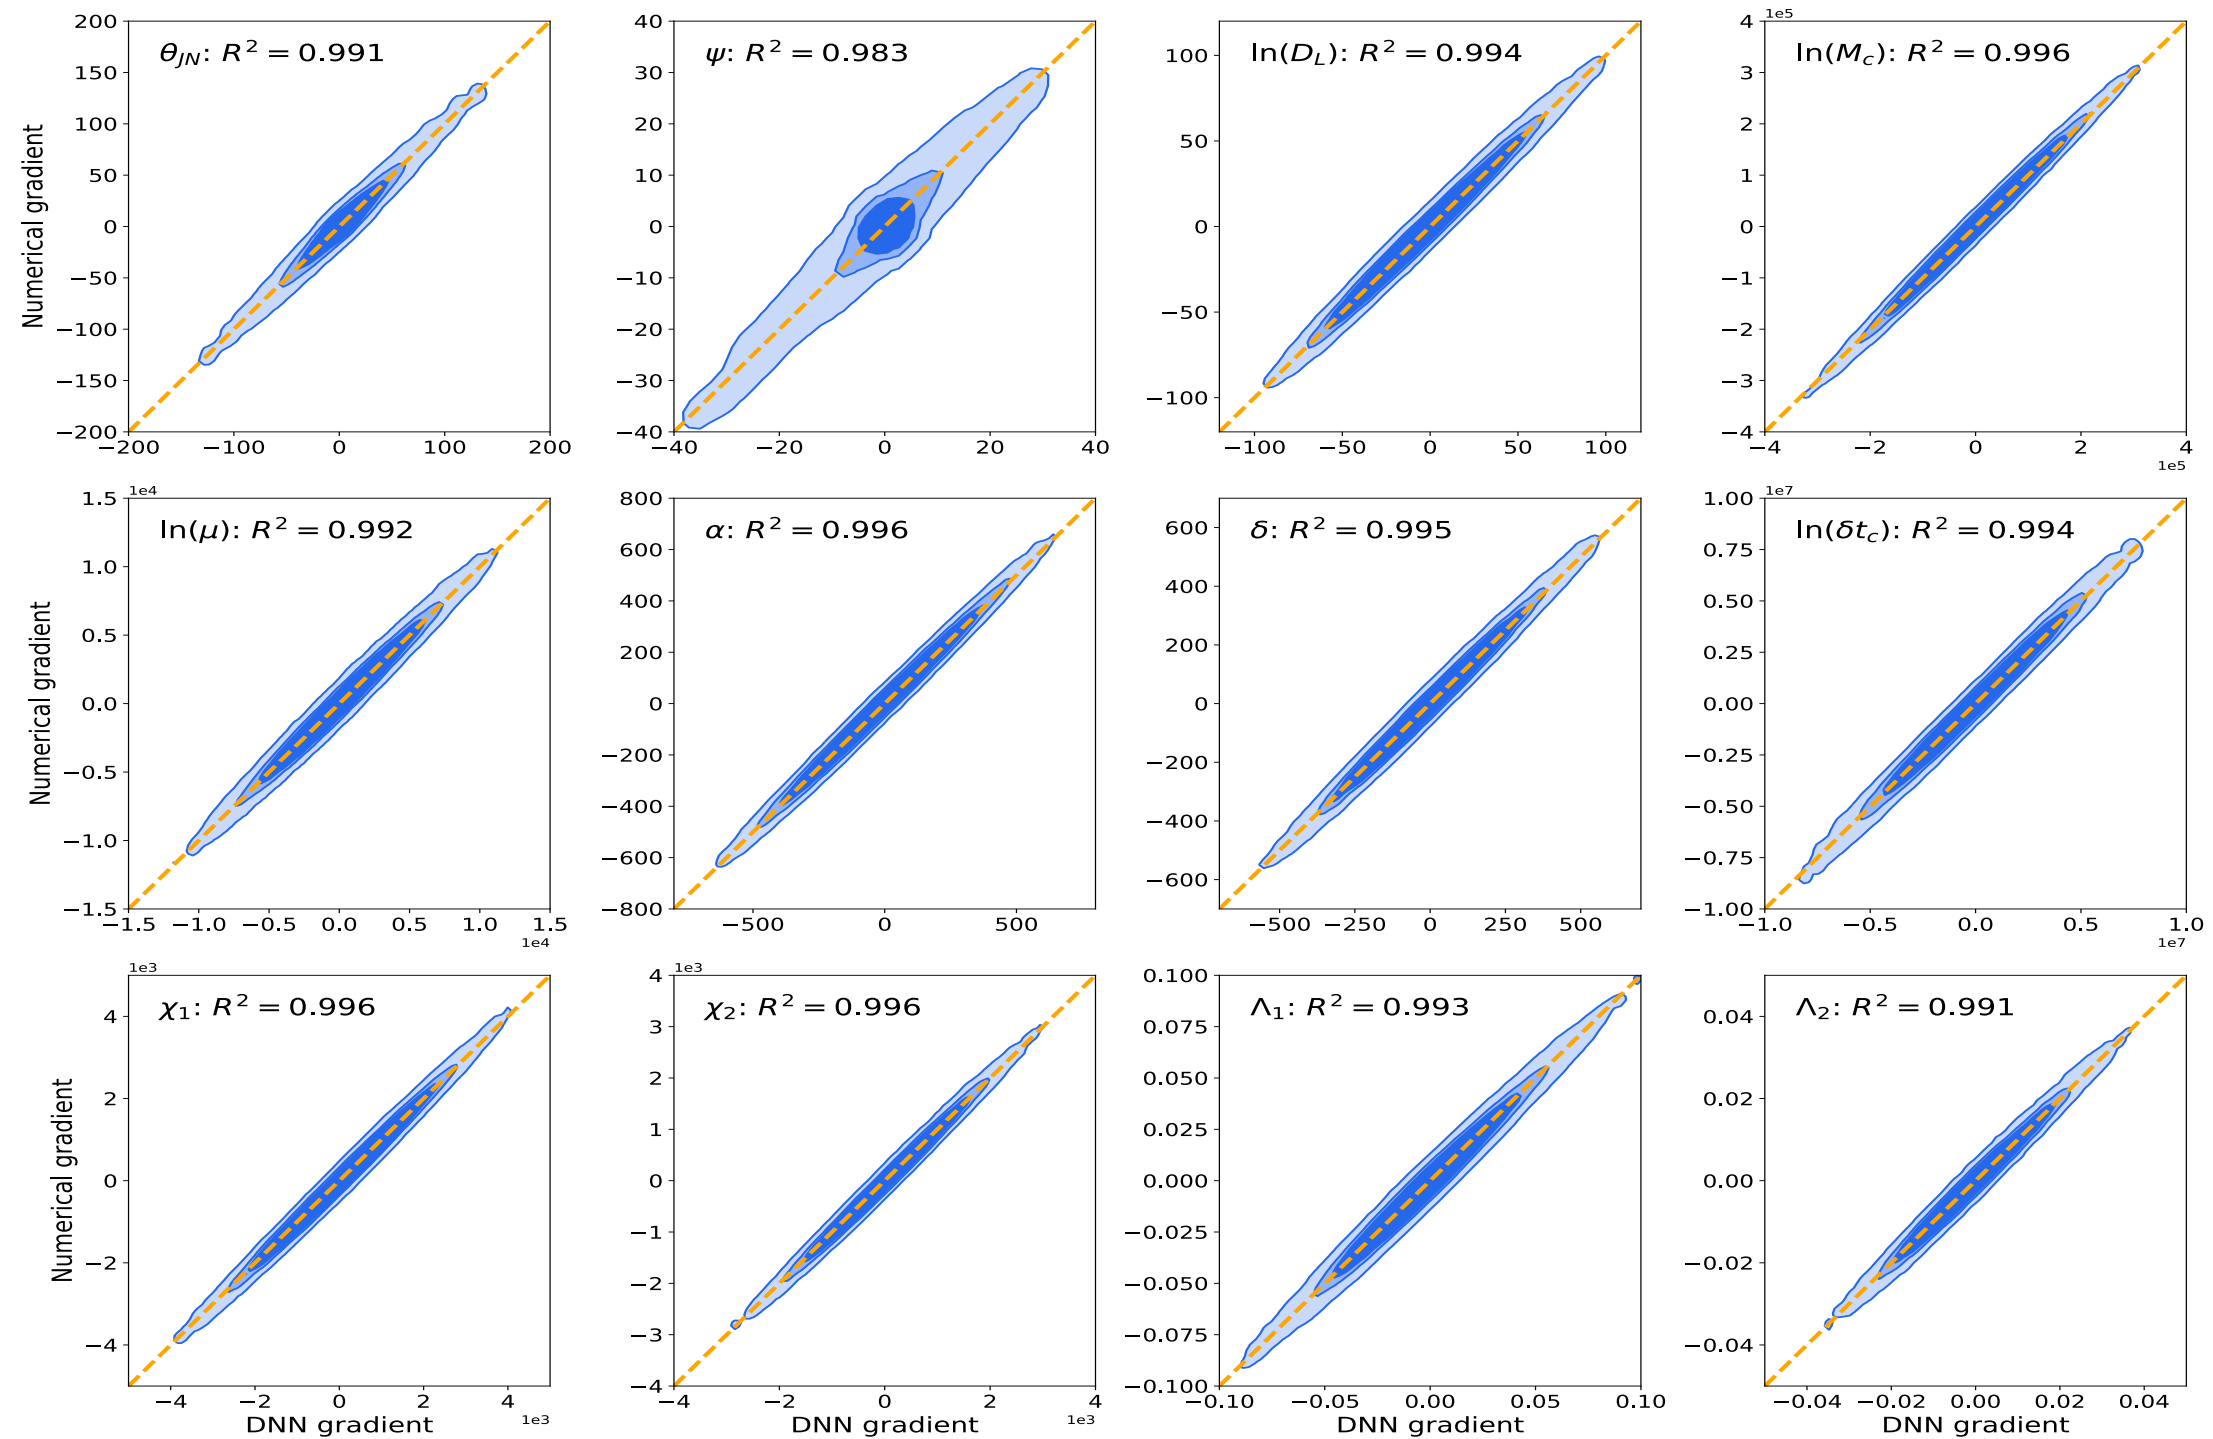 θ_JN: R² = 0.991
Numerical gradient
200
150
100
50
0
−50
−100
−150
−200
−200 −100 0 100 200
ψ: R² = 0.983
40
30
20
10
0
−10
−20
−30
−40
−40 −20 0 20 40
ln(D_L): R² = 0.994
100
50
0
−50
−100
−100 −50 0 50 100
1e5
ln(M_c): R² = 0.996
4
3
2
1
0
−1
−2
−3
−4
−4 −2 0 2 4
1e5
1e4
ln(μ): R² = 0.992
Numerical gradient
1.5
1.0
0.5
0.0
−0.5
−1.0
−1.5
−1.5 −1.0 −0.5 0.0 0.5 1.0 1.5
1e4
α: R² = 0.996
800
600
400
200
0
−200
−400
−600
−800
−500 0 500
δ: R² = 0.995
600
400
200
0
−200
−400
−600
−500 −250 0 250 500
1e7
ln(δt_c): R² = 0.994
1.00
0.75
0.50
0.25
0.00
−0.25
−0.50
−0.75
−1.00
−1.0 −0.5 0.0 0.5 1.0
1e7
1e3
χ₁: R² = 0.996
Numerical gradient
4
2
0
−2
−4
−4 −2 0 2 4
DNN gradient
1e3
1e3
χ₂: R² = 0.996
4
3
2
1
0
−1
−2
−3
−4
−4 −2 0 2 4
DNN gradient
1e3
Λ₁: R² = 0.993
0.100
0.075
0.050
0.025
0.000
−0.025
−0.050
−0.075
−0.100
−0.10 −0.05 0.00 0.05 0.10
DNN gradient
Λ₂: R² = 0.991
0.04
0.02
0.00
−0.02
−0.04
−0.04 −0.02 0.00 0.02 0.04
DNN gradient